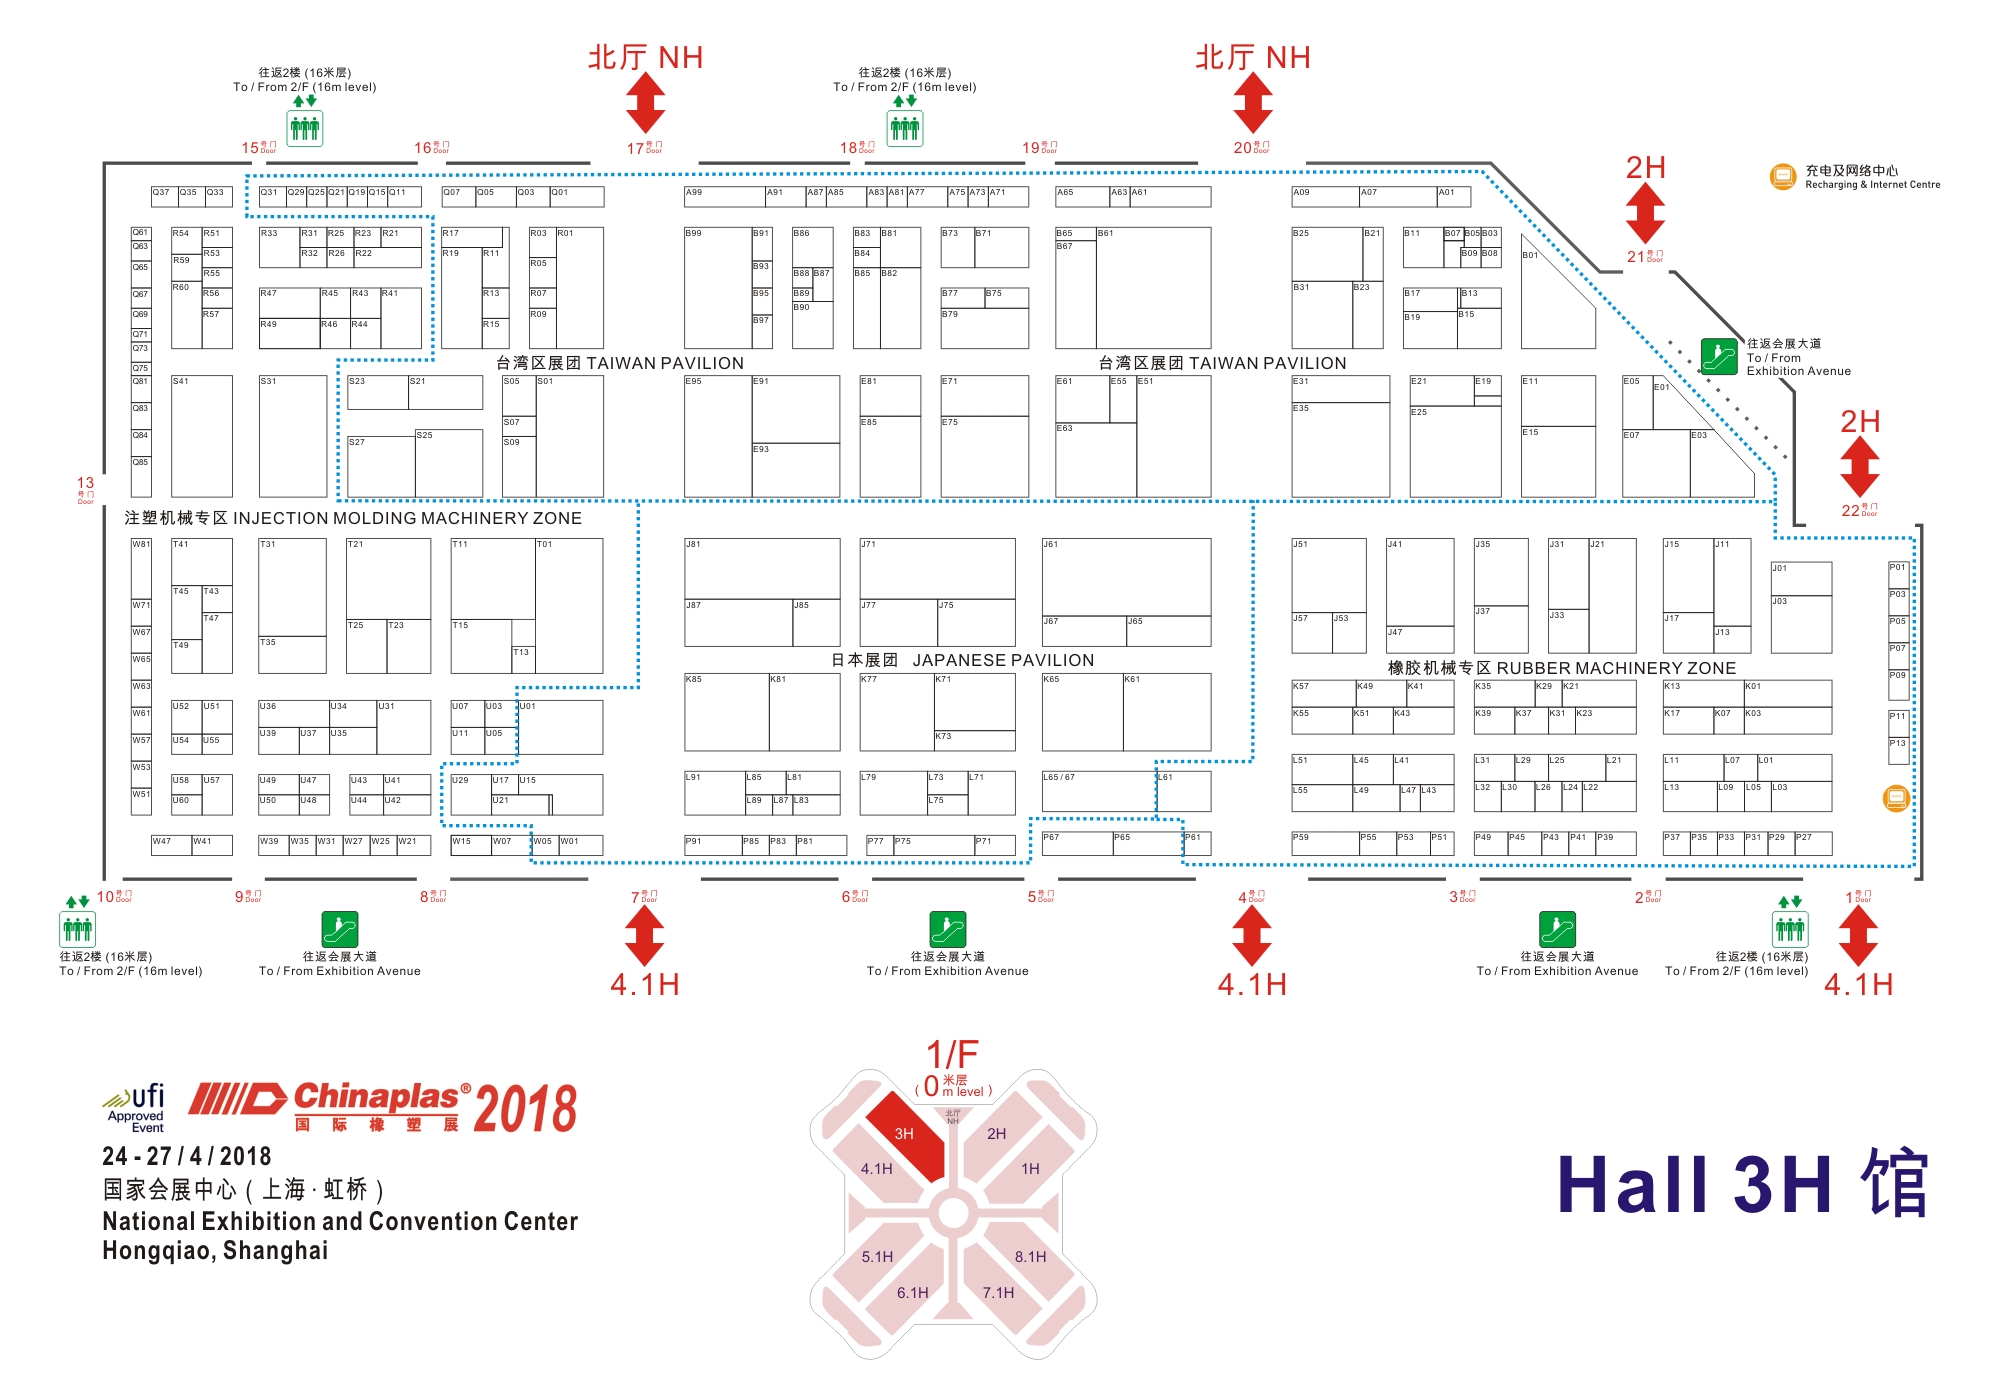 北厅 NH
北厅 NH
往返2楼 (16米层)
To / From 2/F (16m level)
往返2楼 (16米层)
To / From 2/F (16m level)
15号门 Door
16号门 Door
17号门 Door
18号门 Door
19号门 Door
20号门 Door
2H
21号门 Door
充电及网络中心
Recharging & Internet Centre
Q37 Q35 Q33 Q31 Q29 Q25 Q21 Q19 Q15 Q11 Q07 Q05 Q03 Q01 A99 A91 A87 A85 A83 A81 A77 A75 A73 A71 A65 A63 A61 A09 A07 A01
Q61 R54 R51 R33 R31 R25 R23 R21 R17 R03 R01 B99 B91 B86 B83 B81 B73 B71 B65 B61 B25 B21 B11 B07 B05 B03
Q63 R59 R53 R32 R26 R22 R19 R11 B84 B67 B09 B08 B01
Q65 R55 R05 B93 B88 B87 B85 B82
Q67 R60 R56 R47 R45 R43 R41 R13 R07 B95 B89 B77 B75 B31 B23 B17 B13
Q69 R57 R09 B90 B79 B19 B15
Q71 R49 R46 R44 R15 B97
Q73
Q75
往返会展大道
To / From
Exhibition Avenue
台湾区展团 TAIWAN PAVILION
台湾区展团 TAIWAN PAVILION
Q81 S41 S31 S23 S21 S05 S01 E95 E91 E81 E71 E61 E55 E51 E31 E21 E19 E11 E05 E01
Q83 S07 E85 E75 E63 E35 E25
Q84 S27 S25 S09 E93 E15 E07 E03
Q85
2H
22号门 Door
13
号门
Door
注塑机械专区 INJECTION MOLDING MACHINERY ZONE
W81 T41 T31 T21 T11 T01 J81 J71 J61 J51 J41 J35 J31 J21 J15 J11 J01 P01
T45 T43 J03 P03
W71 T47 T25 T23 T15 J87 J85 J77 J75 J67 J65 J57 J53 J47 J37 J33 J17 J13 P05
W67 T49 T35 T13 P07
W65
日本展团 JAPANESE PAVILION
橡胶机械专区 RUBBER MACHINERY ZONE
W63 K85 K81 K77 K71 K65 K61 K57 K49 K41 K35 K29 K21 K13 K01 P09
W61 U52 U51 U36 U34 U31 U07 U03 U01 K55 K51 K43 K39 K37 K31 K23 K17 K07 K03 P11
W57 U54 U55 U39 U37 U35 U11 U05 K73 P13
W53 U58 U57 U49 U47 U43 U41 U29 U17 U15 L91 L85 L81 L79 L73 L71 L65 / 67 L61 L51 L45 L41 L31 L29 L25 L21 L11 L07 L01
W51 U60 U50 U48 U44 U42 U21 L89 L87 L83 L75 L55 L49 L47 L43 L32 L30 L26 L24 L22 L13 L09 L05 L03
W47 W41 W39 W35 W31 W27 W25 W21 W15 W07 W05 W01 P91 P85 P83 P81 P77 P75 P71 P67 P65 P61 P59 P55 P53 P51 P49 P45 P43 P41 P39 P37 P35 P33 P31 P29 P27
10号门 Door
9号门 Door
8号门 Door
7号门 Door
6号门 Door
5号门 Door
4号门 Door
3号门 Door
2号门 Door
1号门 Door
往返2楼 (16米层)
To / From 2/F (16m level)
往返会展大道
To / From Exhibition Avenue
4.1H
往返会展大道
To / From Exhibition Avenue
4.1H
往返会展大道
To / From Exhibition Avenue
往返2楼 (16米层)
To / From 2/F (16m level)
4.1H
ufi
Approved
Event
Chinaplas® 2018
国际橡塑展
24 - 27 / 4 / 2018
国家会展中心 ( 上海 · 虹桥 )
National Exhibition and Convention Center
Hongqiao, Shanghai
1/F
( 0 米层 m level )
北厅
NH
3H
2H
4.1H
1H
5.1H
8.1H
6.1H
7.1H
Hall 3H 馆